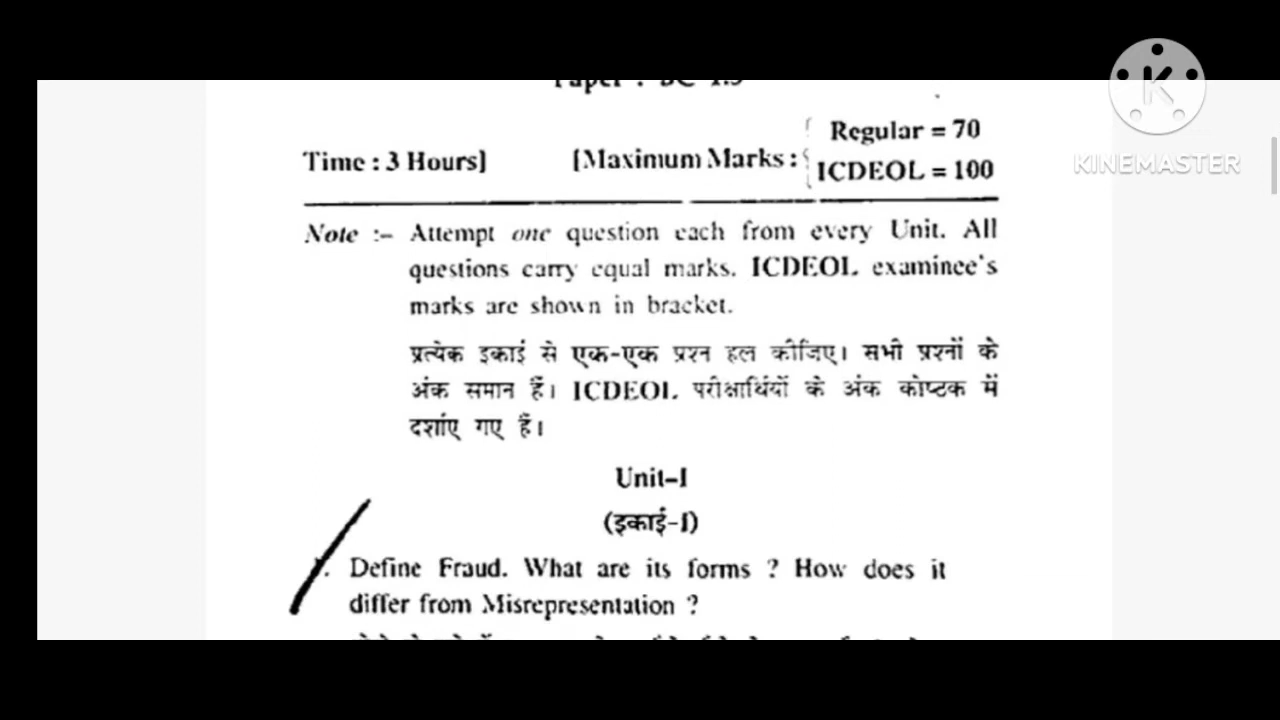 Time : 3 Hours] [Maximum Marks : Regular = 70
ICDEOL = 100
KINEMASTER
Note :– Attempt one question each from every Unit. All
questions carry equal marks. ICDEOL examinee's
marks are shown in bracket.
प्रत्येक इकाई से एक-एक प्रश्न हल कीजिए। सभी प्रश्नों के
अंक समान हैं। ICDEOL परीक्षार्थियों के अंक कोष्टक में
दर्शाए गए हैं।
Unit–I
(इकाई-I)
Define Fraud. What are its forms ? How does it
differ from Misrepresentation ?